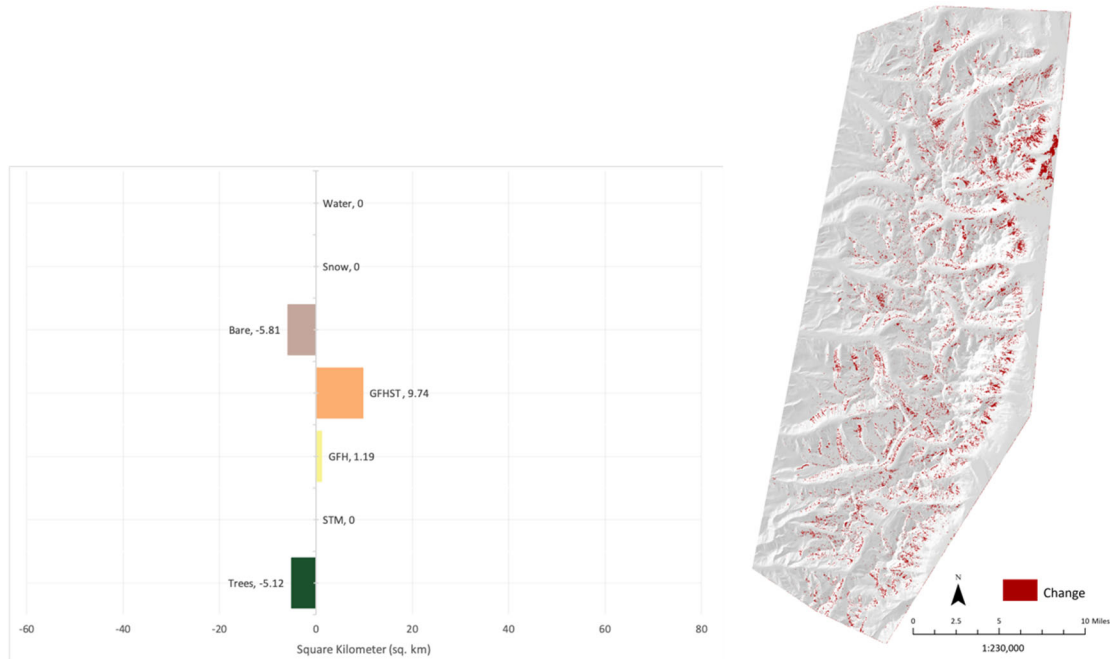 Water, 0
Snow, 0
Bare, -5.81
GFHST , 9.74
GFH, 1.19
STM, 0
Trees, -5.12
-60 -40 -20 0 20 40 60 80
Square Kilometer (sq. km)
N
Change
0 2.5 5 10 Miles
1:230,000